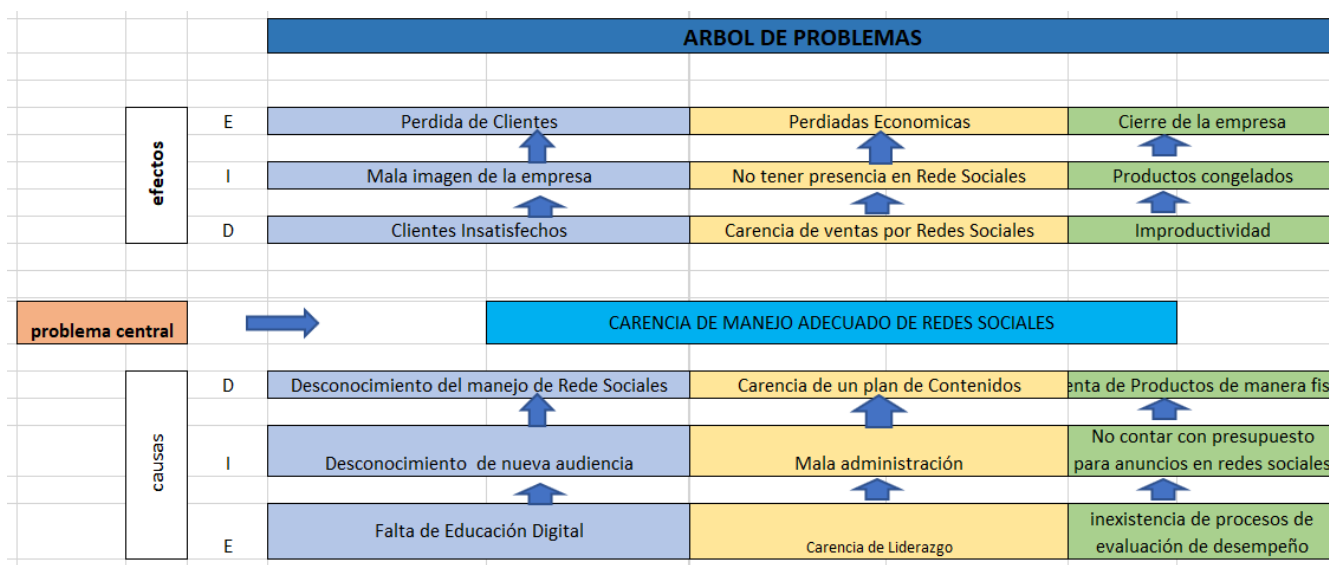 ARBOL DE PROBLEMAS
efectos
E
Perdida de Clientes
Perdiadas Economicas
Cierre de la empresa
I
Mala imagen de la empresa
No tener presencia en Rede Sociales
Productos congelados
D
Clientes Insatisfechos
Carencia de ventas por Redes Sociales
Improductividad
problema central
CARENCIA DE MANEJO ADECUADO DE REDES SOCIALES
causas
D
Desconocimiento del manejo de Rede Sociales
Carencia de un plan de Contenidos
de Productos de manera
I
Desconocimiento de nueva audiencia
Mala administración
No contar con presupuesto
para anuncios en redes sociales
E
Falta de Educación Digital
Carencia de Liderazgo
inexistencia de procesos de
evaluación de desempeño